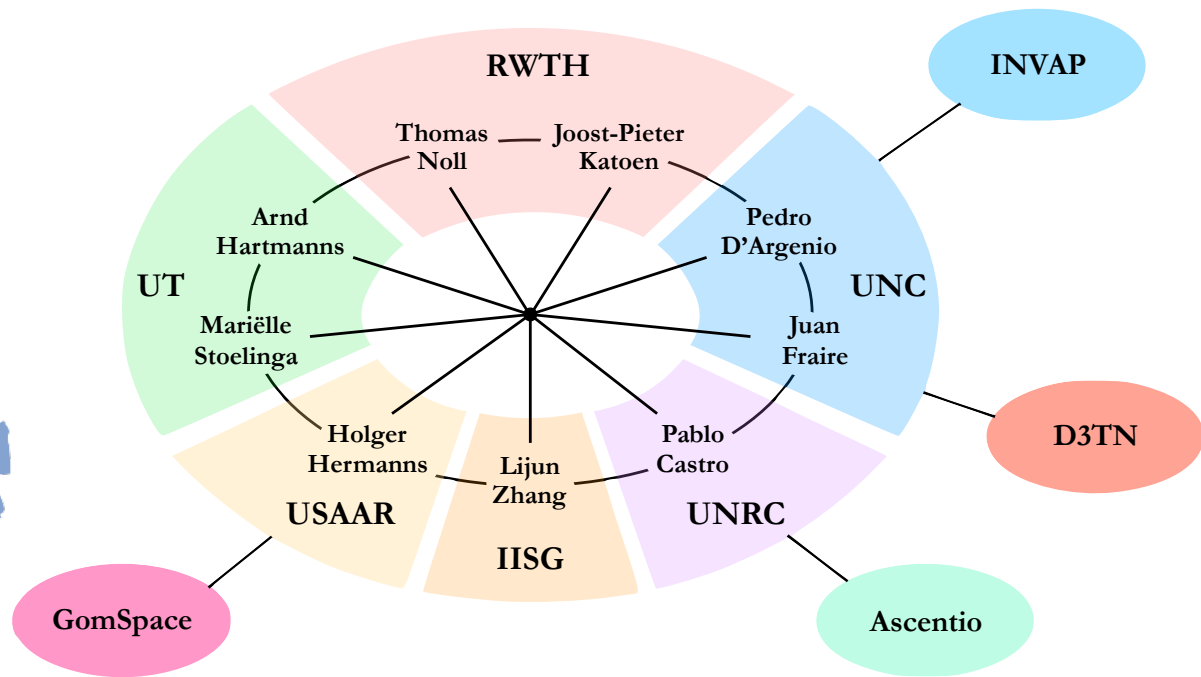 INVAP
RWTH
Thomas
Noll
Joost-Pieter
Katoen
Arnd
Hartmanns
Pedro
D'Argenio
UT
UNC
Mariëlle
Stoelinga
Juan
Fraire
Holger
Hermanns
Lijun
Zhang
Pablo
Castro
D3TN
USAAR
IISG
UNRC
GomSpace
Ascentio